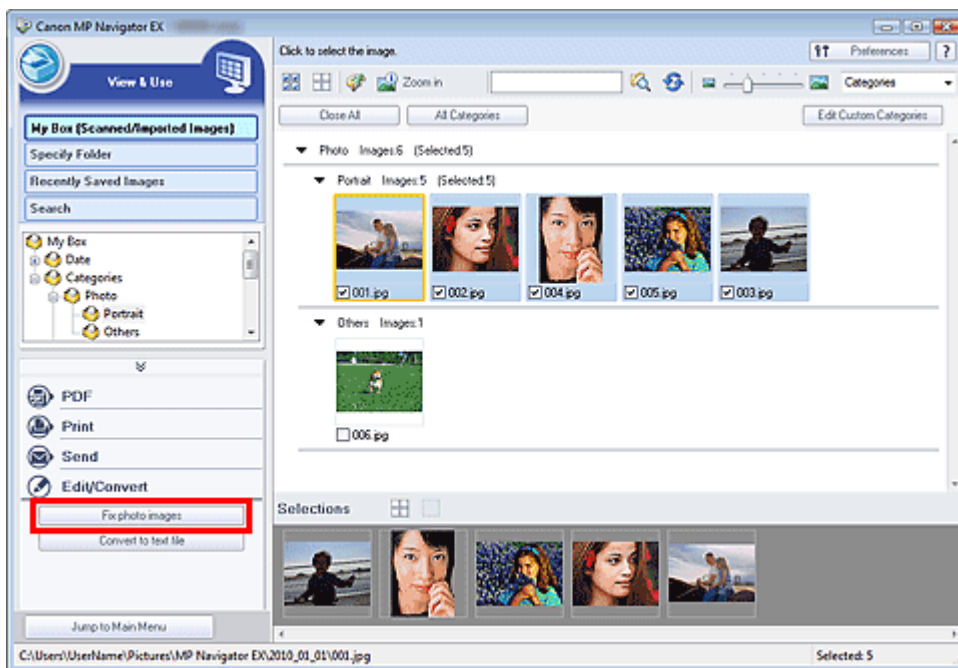 Canon MP Navigator EX
View & Use
My Box (Scanned/Imported Images)
Specify Folder
Recently Saved Images
Search
My Box
Date
Categories
Photo
Portrait
Others
PDF
Print
Send
Edit/Convert
Fix photo images
Convert to text file
Jump to Main Menu
Click to select the image.
Preferences
?
Zoom in
Categories
Close All
All Categories
Edit Custom Categories
Photo Images:6 (Selected:5)
Portrait Images:5 (Selected:5)
001.jpg
002.jpg
004.jpg
005.jpg
003.jpg
Others Images:1
006.jpg
Selections
C:\Users\UserName\Pictures\MP Navigator EX\2010_01_01\001.jpg
Selected: 5